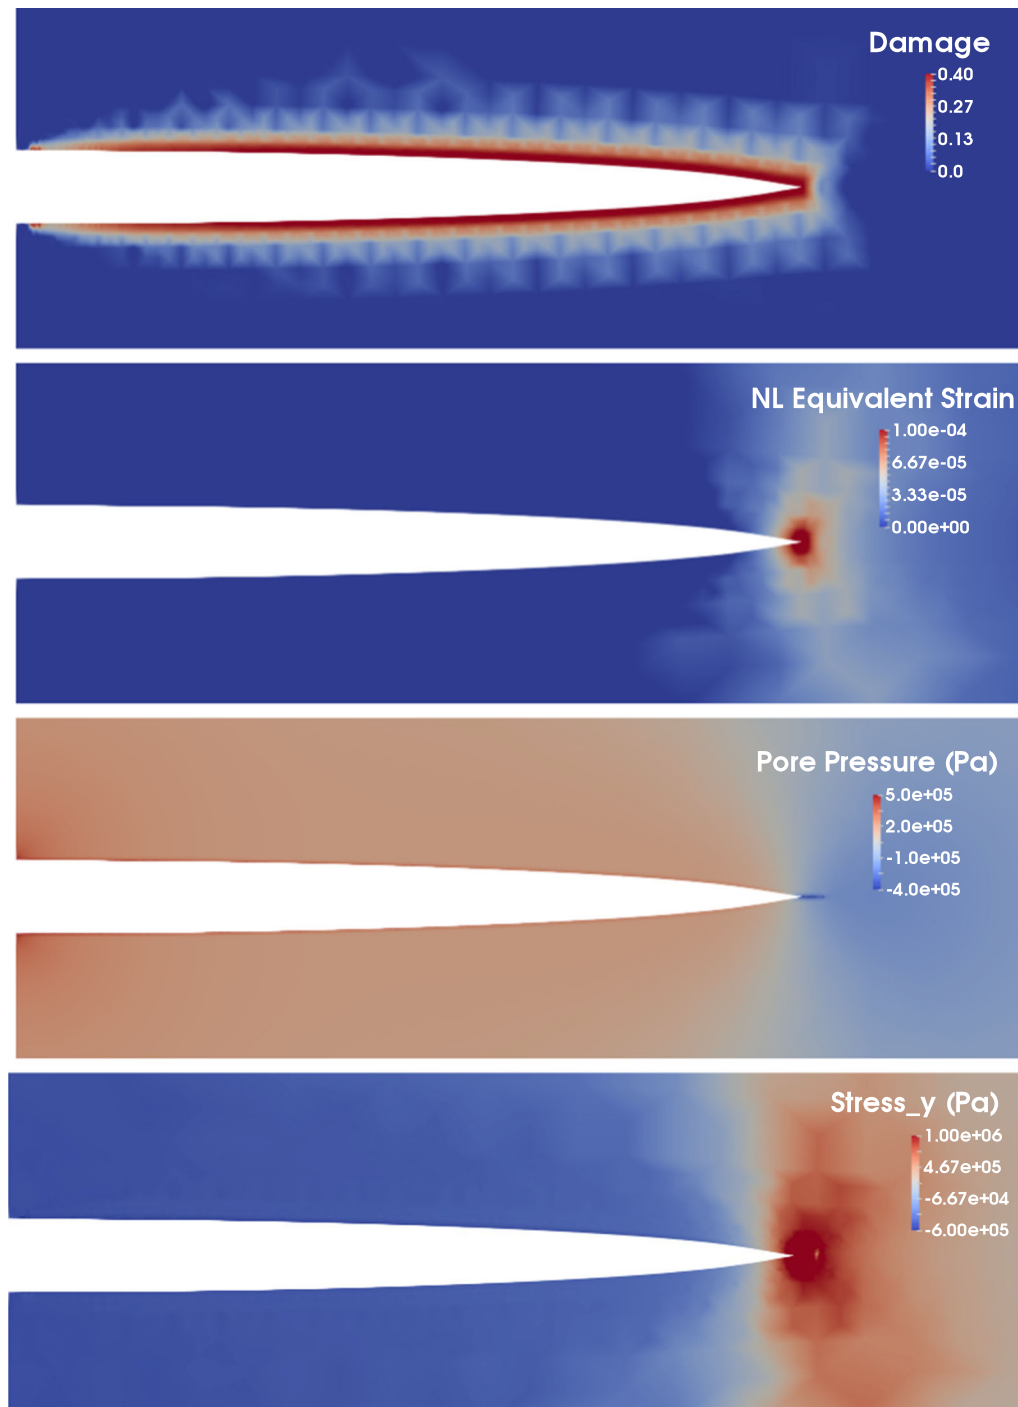 Damage
0.40
0.27
0.13
0.0
NL Equivalent Strain
1.00e-04
6.67e-05
3.33e-05
0.00e+00
Pore Pressure (Pa)
5.0e+05
2.0e+05
-1.0e+05
-4.0e+05
Stress_y (Pa)
1.00e+06
4.67e+05
-6.67e+04
-6.00e+05